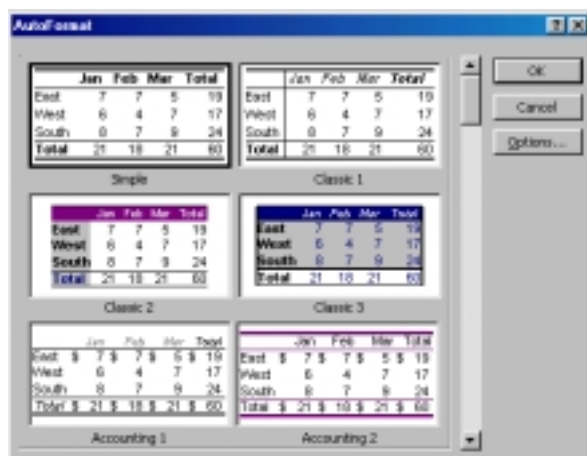 AutoFormat
Jan Feb Mar Total
East 7 7 5 19
West 6 4 7 17
South 8 7 9 24
Total 21 18 21 60
Simple
Jan Feb Mar Total
East 7 7 5 19
West 6 4 7 17
South 8 7 9 24
Total 21 18 21 60
Classic 1
OK
Cancel
Options...
Jan Feb Mar Total
East 7 7 5 19
West 6 4 7 17
South 8 7 9 24
Total 21 18 21 60
Classic 2
Jan Feb Mar Total
East 7 7 5 19
West 6 4 7 17
South 8 7 9 24
Total 21 18 21 60
Classic 3
Jan Feb Mar Total
East $ 7 $ 7 $ 5 $ 19
West 6 4 7 17
South 8 7 9 24
Total $ 21 $ 18 $ 21 $ 60
Accounting 1
Jan Feb Mar Total
East $ 7 $ 7 $ 5 $ 19
West 6 4 7 17
South 8 7 9 24
Total $ 21 $ 18 $ 21 $ 60
Accounting 2